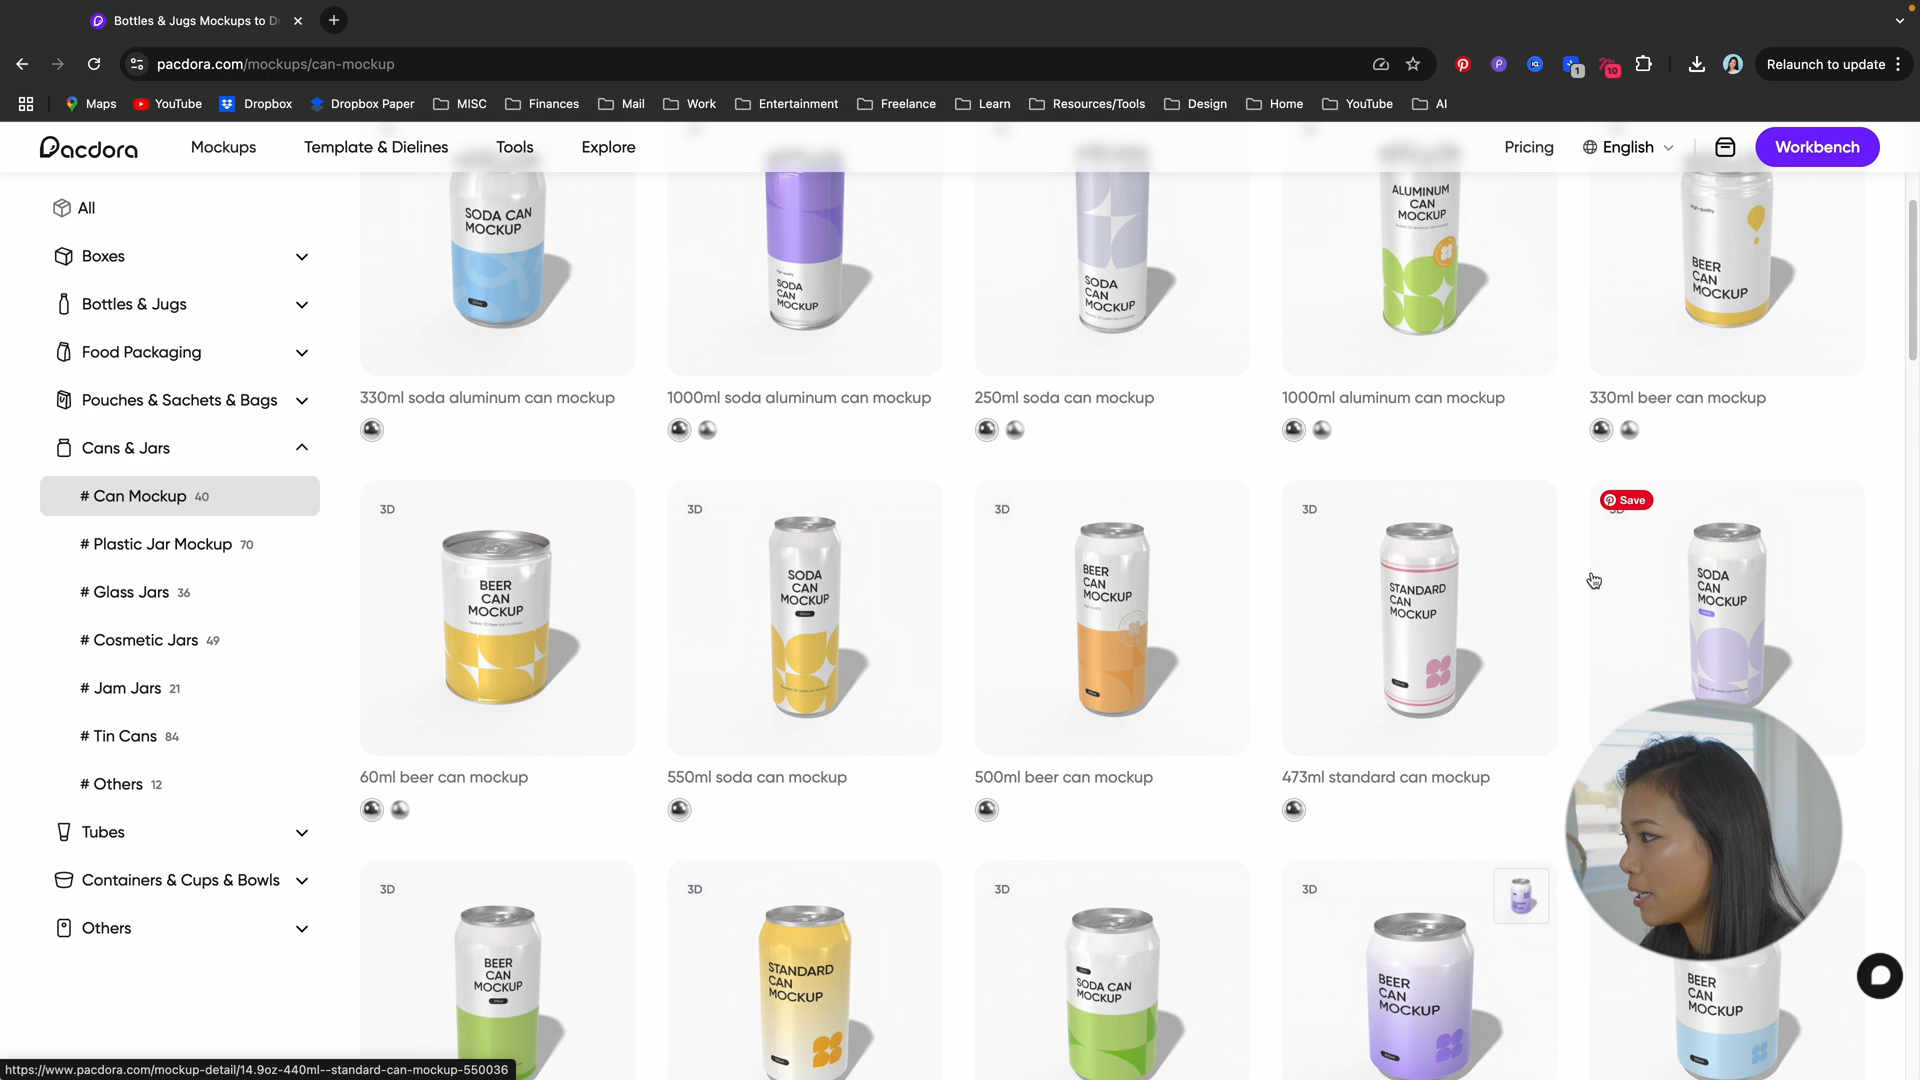 Bottles & Jugs Mockups to D
pacdora.com/mockups/can-mockup
1
10
Relaunch to update
Maps
YouTube
Dropbox
Dropbox Paper
MISC
Finances
Mail
Work
Entertainment
Freelance
Learn
Resources/Tools
Design
Home
YouTube
AI
Pacdora
Mockups
Template & Dielines
Tools
Explore
Pricing
English
Workbench
All
Boxes
Bottles & Jugs
Food Packaging
Pouches & Sachets & Bags
Cans & Jars
# Can Mockup 40
# Plastic Jar Mockup 70
# Glass Jars 36
# Cosmetic Jars 49
# Jam Jars 21
# Tin Cans 84
# Others 12
Tubes
Containers & Cups & Bowls
Others
SODA CAN
MOCKUP
SODA
CAN
MOCKUP
SODA
CAN
MOCKUP
ALUMINUM
CAN
MOCKUP
BEER
CAN
MOCKUP
330ml soda aluminum can mockup
1000ml soda aluminum can mockup
250ml soda can mockup
1000ml aluminum can mockup
330ml beer can mockup
3D
BEER
CAN
MOCKUP
3D
SODA
CAN
MOCKUP
3D
BEER
CAN
MOCKUP
3D
STANDARD
CAN
MOCKUP
Save
SODA
CAN
MOCKUP
60ml beer can mockup
550ml soda can mockup
500ml beer can mockup
473ml standard can mockup
3D
BEER
CAN
MOCKUP
3D
STANDARD
CAN
MOCKUP
3D
SODA CAN
MOCKUP
3D
BEER
CAN
MOCKUP
BEER
CAN
MOCKUP
https://www.pacdora.com/mockup-detail/14.9oz-440ml--standard-can-mockup-550036